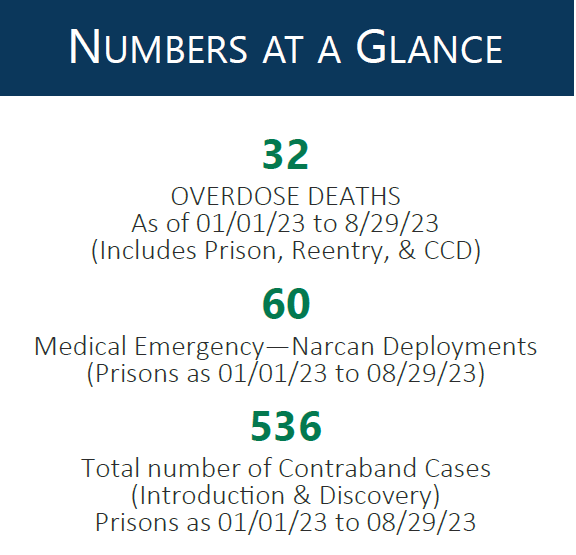 NUMBERS AT A GLANCE
32
OVERDOSE DEATHS
As of 01/01/23 to 8/29/23
(Includes Prison, Reentry, & CCD)
60
Medical Emergency—Narcan Deployments
(Prisons as 01/01/23 to 08/29/23)
536
Total number of Contraband Cases
(Introduction & Discovery)
Prisons as 01/01/23 to 08/29/23